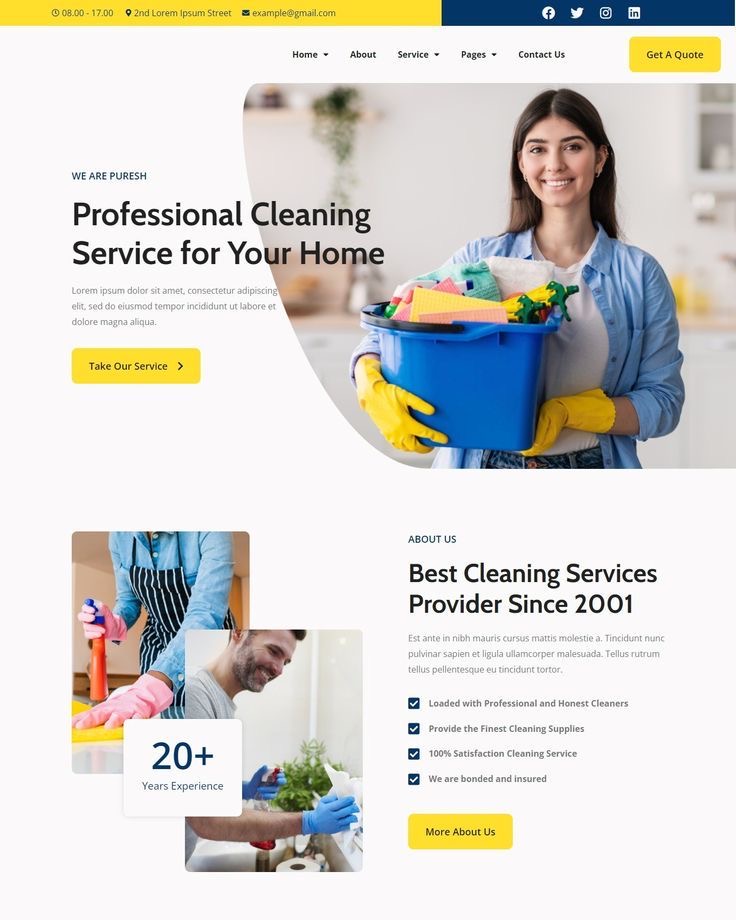 08.00 - 17.00 2nd Lorem Ipsum Street example@gmail.com
Home About Service Pages Contact Us Get A Quote
WE ARE PURESH
Professional Cleaning
Service for Your Home
Lorem ipsum dolor sit amet, consectetur adipiscing
elit, sed do eiusmod tempor incididunt ut labore et
dolore magna aliqua.
Take Our Service
ABOUT US
Best Cleaning Services
Provider Since 2001
Est ante in nibh mauris cursus mattis molestie a. Tincidunt nunc
pulvinar sapien et ligula ullamcorper malesuada. Tellus rutrum
tellus pellentesque eu tincidunt tortor.
Loaded with Professional and Honest Cleaners
Provide the Finest Cleaning Supplies
100% Satisfaction Cleaning Service
We are bonded and insured
20+
Years Experience
More About Us